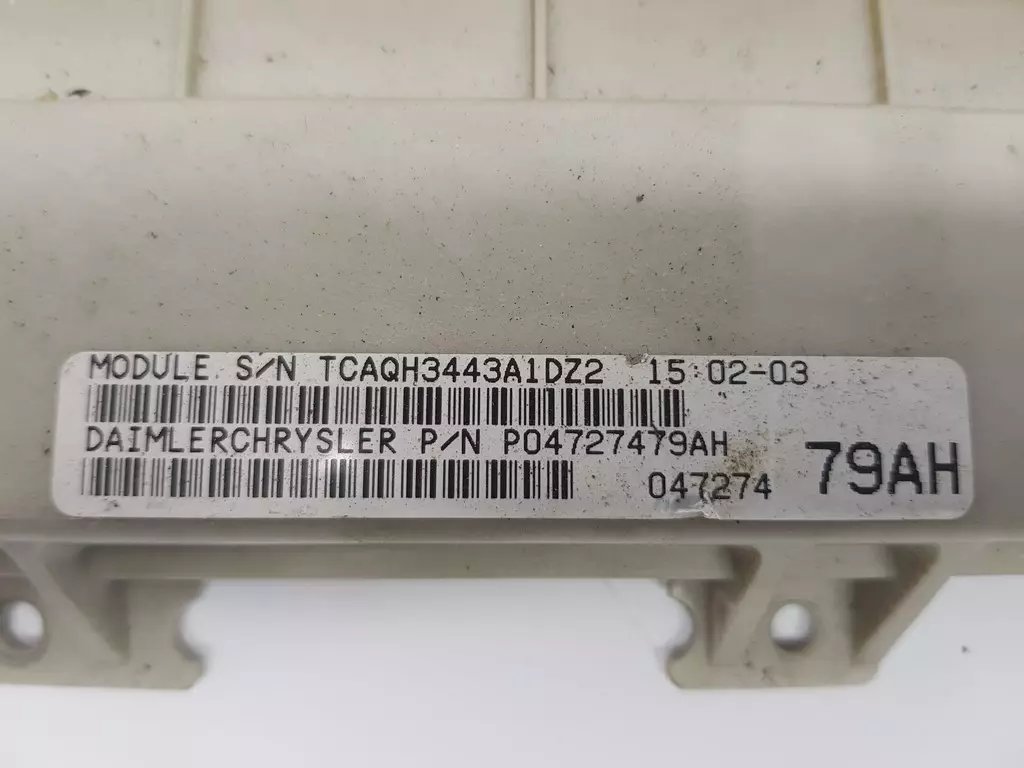 MODULE S/N TCAQH3443A1DZ2 15:02-03
DAIMLERCHRYSLER P/N P04727479AH
047274 79AH